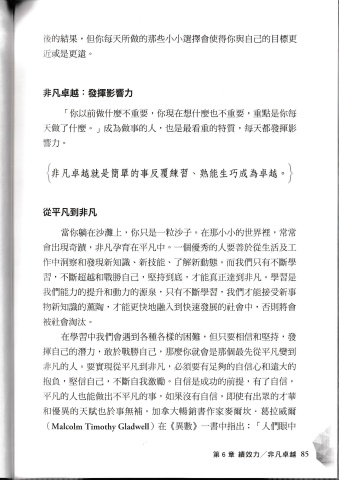 後的結果，但你每天所做的那些小小選擇會使得你與自己的目標更
近或是更遠。
非凡卓越：發揮影響力
「你以前做什麼不重要，你現在想什麼也不重要，重點是你每
天做了什麼。」成為做事的人，也是最看重的特質，每天都發揮影
響力。
{非凡卓越就是簡單的事反覆練習、熟能生巧成為卓越。}
從平凡到非凡
當你躺在沙灘上，你只是一粒沙子。在那小小的世界裡，常常
會出現奇蹟，非凡孕育在平凡中。一個優秀的人要善於從生活及工
作中洞察和發現新知識、新技能、了解新動態。而我們只有不斷學
習，不斷超越和戰勝自己，堅持到底，才能真正達到非凡。學習是
我們能力的提升和動力的源泉，只有不斷學習，我們才能接受新事
物新知識的薰陶，才能更快地融入到快速發展的社會中，否則將會
被社會淘汰。
在學習中我們會遇到各種各樣的困難，但只要相信和堅持，發
揮自己的潛力，敢於戰勝自己，那麼你就會是那個最先從平凡變到
非凡的人。要實現從平凡到非凡，必須要有足夠的自信心和遠大的
抱負，堅信自己，不斷自我激勵。自信是成功的前提，有了自信，
平凡的人也能做出不平凡的事，如果沒有自信，即使有出眾的才華
和優異的天賦也於事無補。加拿大暢銷書作家麥爾坎．葛拉威爾
（Malcolm Timothy Gladwell）在《異數》一書中指出：「人們眼中
第 6 章 績效力／非凡卓越 85